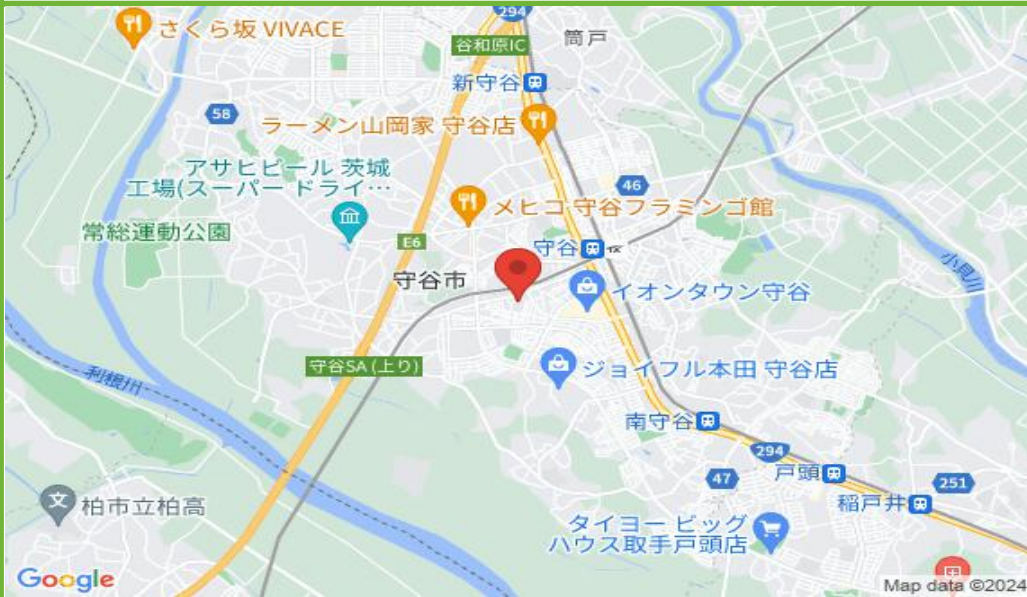 294
さくら坂 VIVACE
谷和原IC
筒戸
新守谷
58
ラーメン山岡家 守谷店
アサヒビール 茨城
工場(スーパードライ…
46
メヒコ 守谷フラミンゴ館
常総運動公園
E6
守谷
小貝川
守谷市
イオンタウン守谷
守谷SA (上り)
ジョイフル本田 守谷店
利根川
南守谷
294
戸頭
47
251
稲戸井
柏市立柏高
タイヨー ビッグ
ハウス取手戸頭店
Google
Map data ©2024